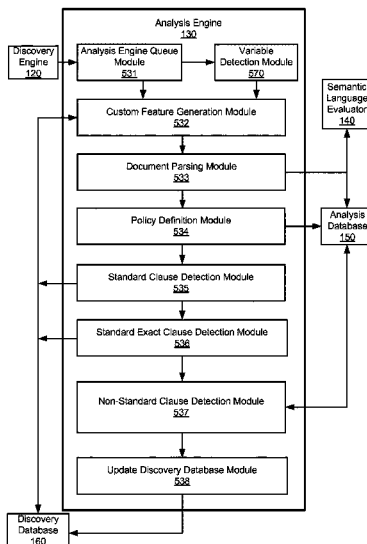 Analysis Engine
130
Discovery
Engine
120
Analysis Engine Queue
Module
531
Variable
Detection Module
570
Custom Feature Generation Module
532
Semantic
Language
Evaluator
140
Document Parsing Module
533
Policy Definition Module
534
Analysis
Database
150
Standard Clause Detection Module
535
Standard Exact Clause Detection Module
536
Non-Standard Clause Detection Module
537
Update Discovery Database Module
538
Discovery
Database
160